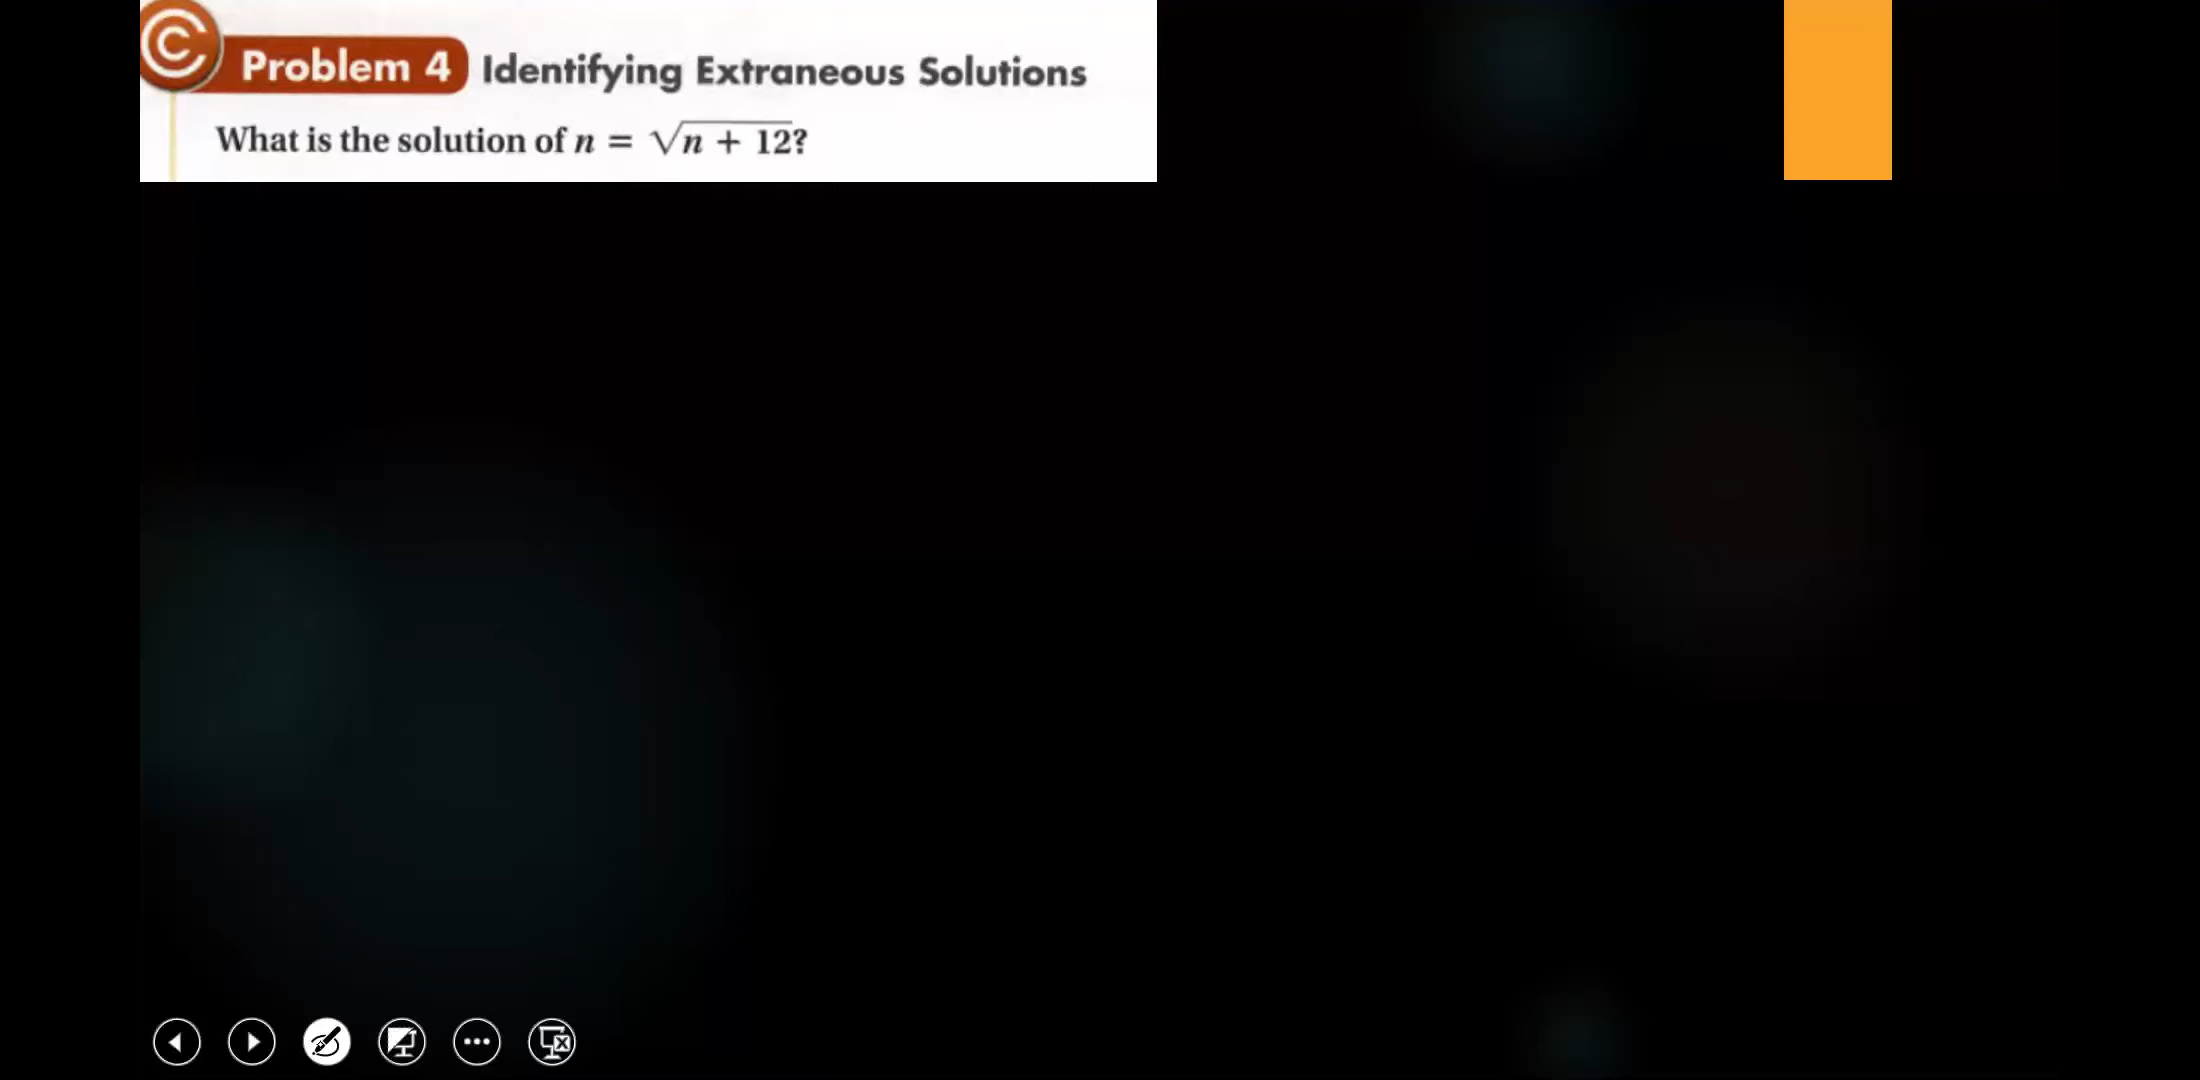 Problem 4 Identifying Extraneous Solutions
What is the solution of n = √n + 12?